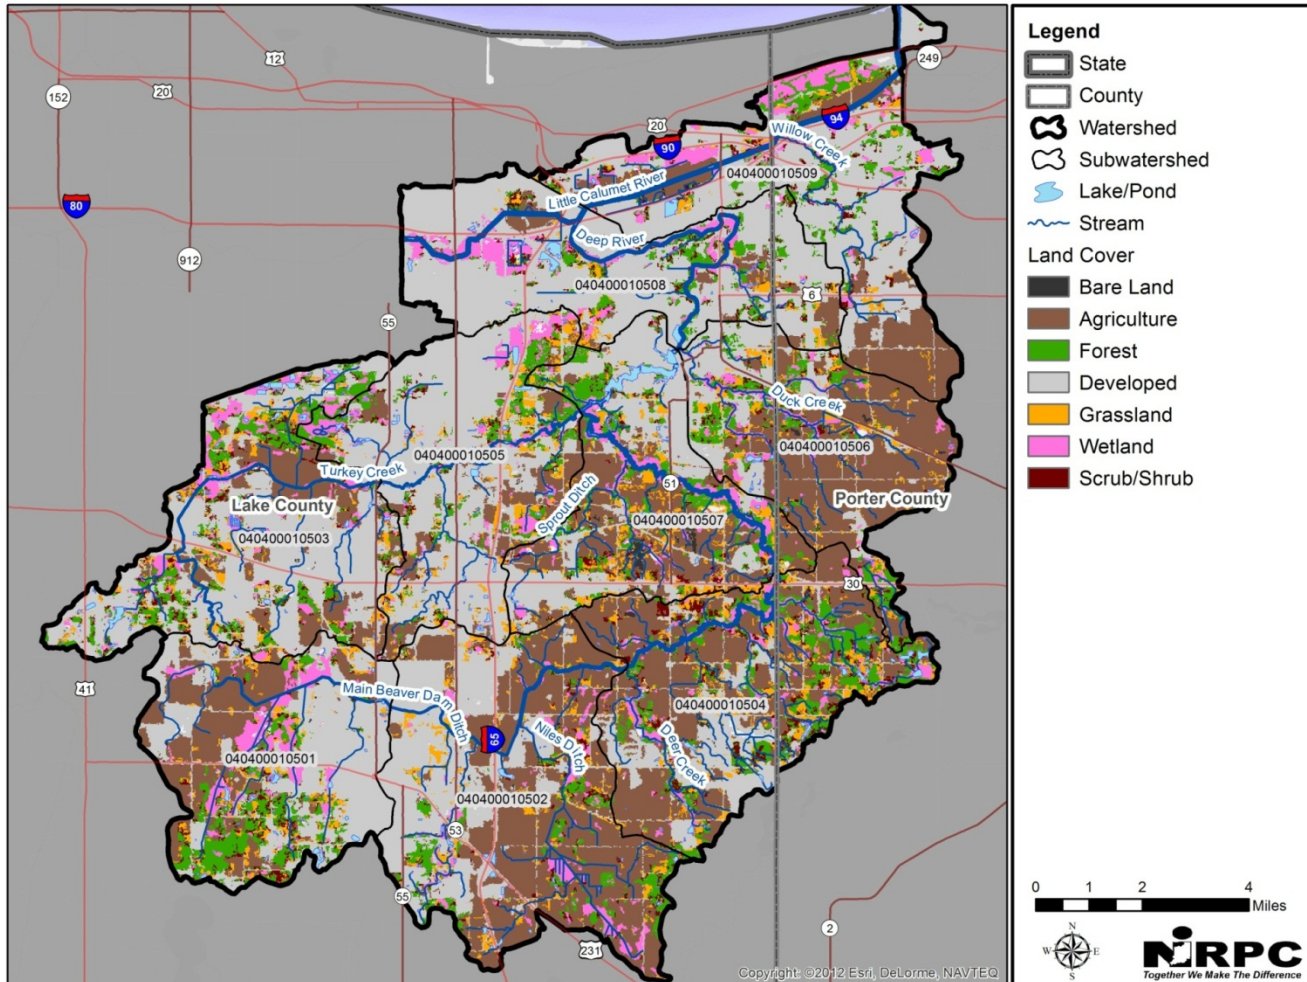 12
249
152
20
20
94
Willow Creek
90
040400010509
Little Calumet River
80
Deep River
912
040400010508
6
55
Duck Creek
040400010506
040400010505
Turkey Creek
51
Sprout Ditch
Lake County
Porter County
040400010507
040400010503
30
41
Main Beaver Dam Ditch
040400010504
65
Niles Ditch
Deer Creek
040400010501
040400010502
53
55
2
231
Copyright: ©2012 Esri, DeLorme, NAVTEQ
Legend
State
County
Watershed
Subwatershed
Lake/Pond
Stream
Land Cover
Bare Land
Agriculture
Forest
Developed
Grassland
Wetland
Scrub/Shrub
0 1 2 4
Miles
N
W E
S
NIRPC
Together We Make The Difference